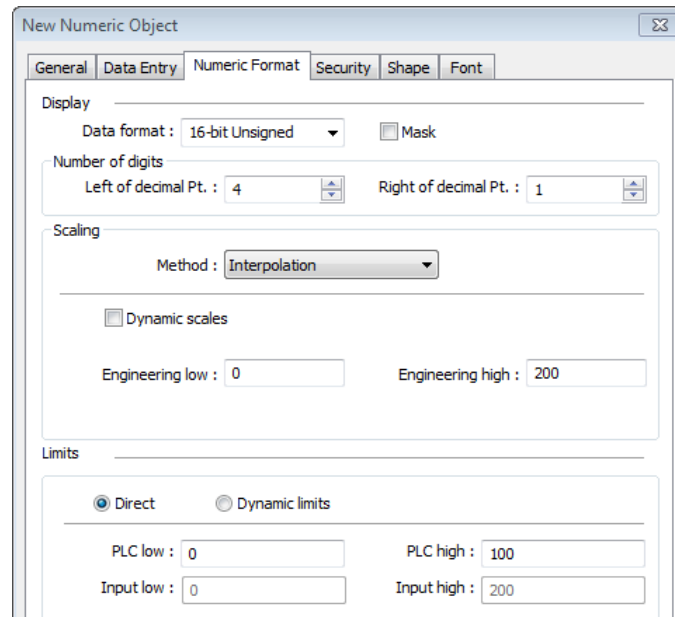 New Numeric Object
General Data Entry Numeric Format Security Shape Font
Display
Data format : 16-bit Unsigned Mask
Number of digits
Left of decimal Pt. : 4 Right of decimal Pt. : 1
Scaling
Method : Interpolation
Dynamic scales
Engineering low : 0 Engineering high : 200
Limits
Direct Dynamic limits
PLC low : 0 PLC high : 100
Input low : 0 Input high : 200